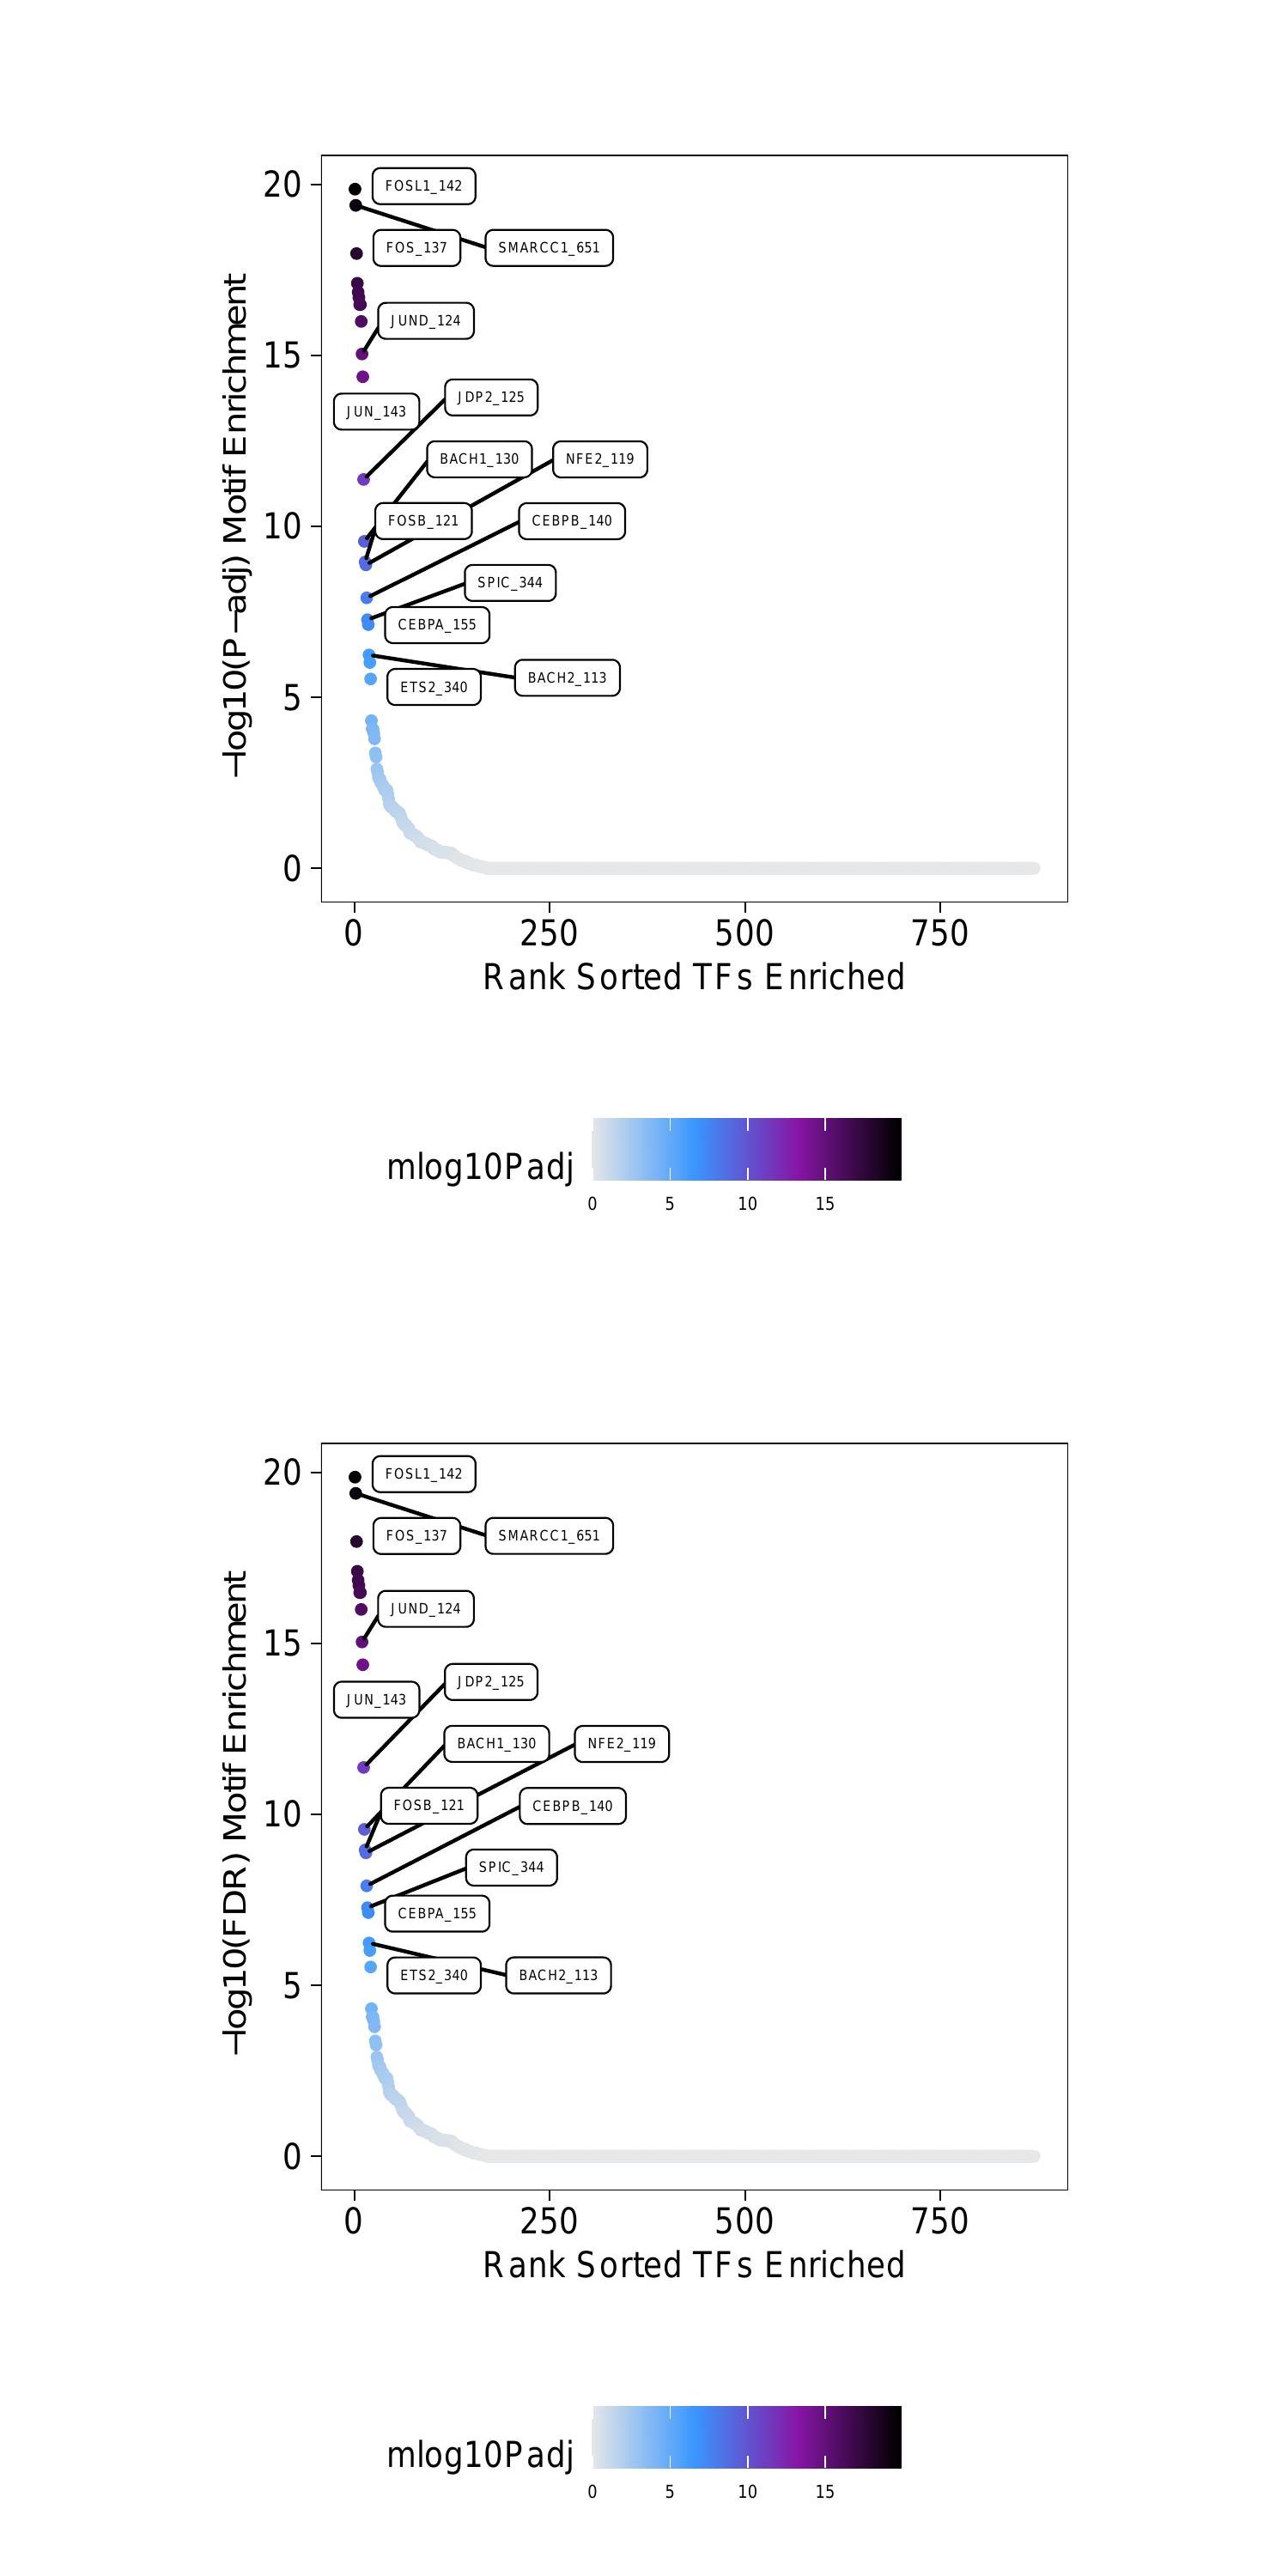 20
FOSL1_142
FOS_137
SMARCC1_651
JUND_124
15
JDP2_125
JUN_143
BACH1_130
NFE2_119
10
FOSB_121
CEBPB_140
SPIC_344
CEBPA_155
BACH2_113
ETS2_340
5
0
−log10(P−adj) Motif Enrichment
0
250
500
750
Rank Sorted TFs Enriched
mlog10Padj
0
5
10
15
20
FOSL1_142
FOS_137
SMARCC1_651
JUND_124
15
JDP2_125
JUN_143
BACH1_130
NFE2_119
10
FOSB_121
CEBPB_140
SPIC_344
CEBPA_155
ETS2_340
BACH2_113
5
0
−log10(FDR) Motif Enrichment
0
250
500
750
Rank Sorted TFs Enriched
mlog10Padj
0
5
10
15